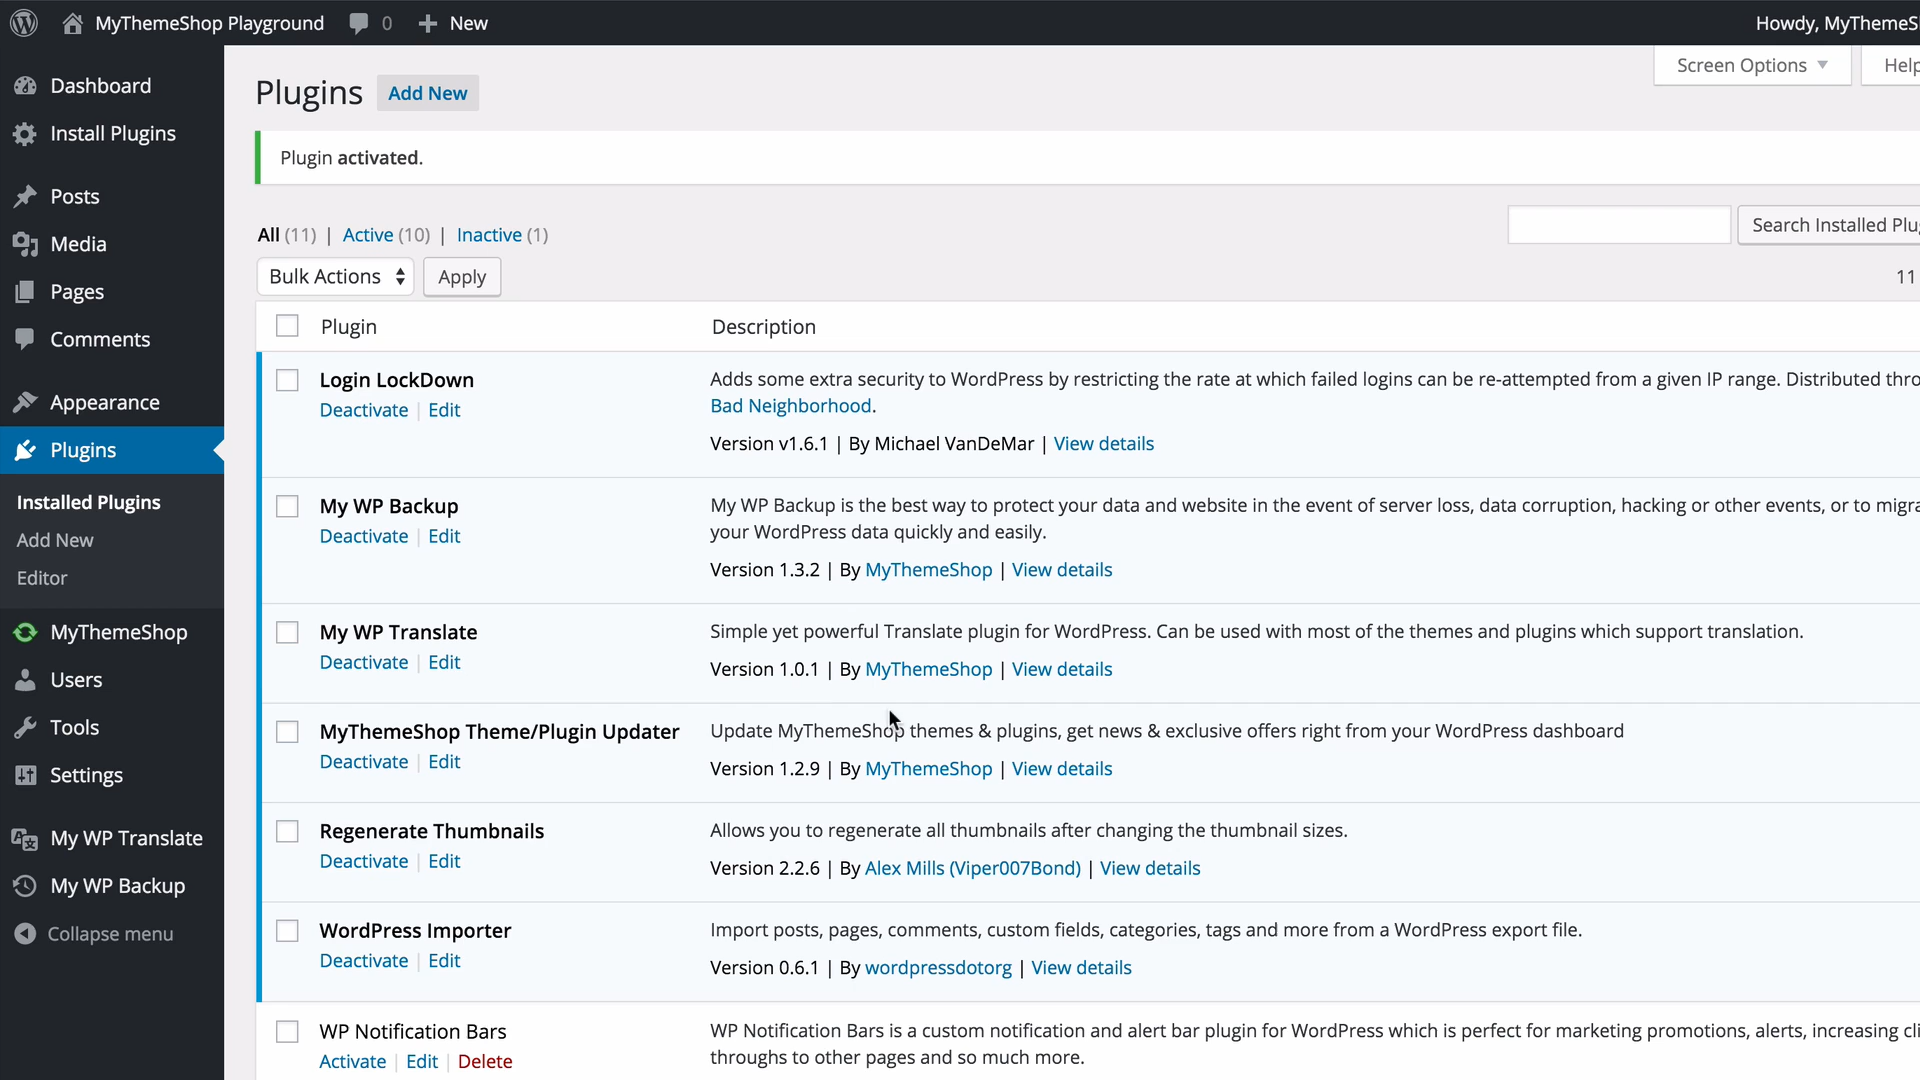 MyThemeShop Playground 0 New Howdy, MyThemeS
Dashboard
Install Plugins
Posts
Media
Pages
Comments
Appearance
Plugins
Installed Plugins
Add New
Editor
MyThemeShop
Users
Tools
Settings
My WP Translate
My WP Backup
Collapse menu
Screen Options Help
Plugins Add New
Plugin activated.
All (11) | Active (10) | Inactive (1)
Search Installed Plug
Bulk Actions Apply
11
Plugin Description
Login LockDown
Deactivate | Edit
Adds some extra security to WordPress by restricting the rate at which failed logins can be re-attempted from a given IP range. Distributed thro
Bad Neighborhood.
Version v1.6.1 | By Michael VanDeMar | View details
My WP Backup
Deactivate | Edit
My WP Backup is the best way to protect your data and website in the event of server loss, data corruption, hacking or other events, or to migra
your WordPress data quickly and easily.
Version 1.3.2 | By MyThemeShop | View details
My WP Translate
Deactivate | Edit
Simple yet powerful Translate plugin for WordPress. Can be used with most of the themes and plugins which support translation.
Version 1.0.1 | By MyThemeShop | View details
MyThemeShop Theme/Plugin Updater
Deactivate | Edit
Update MyThemeShop themes & plugins, get news & exclusive offers right from your WordPress dashboard
Version 1.2.9 | By MyThemeShop | View details
Regenerate Thumbnails
Deactivate | Edit
Allows you to regenerate all thumbnails after changing the thumbnail sizes.
Version 2.2.6 | By Alex Mills (Viper007Bond) | View details
WordPress Importer
Deactivate | Edit
Import posts, pages, comments, custom fields, categories, tags and more from a WordPress export file.
Version 0.6.1 | By wordpressdotorg | View details
WP Notification Bars
Activate | Edit | Delete
WP Notification Bars is a custom notification and alert bar plugin for WordPress which is perfect for marketing promotions, alerts, increasing cli
throughs to other pages and so much more.